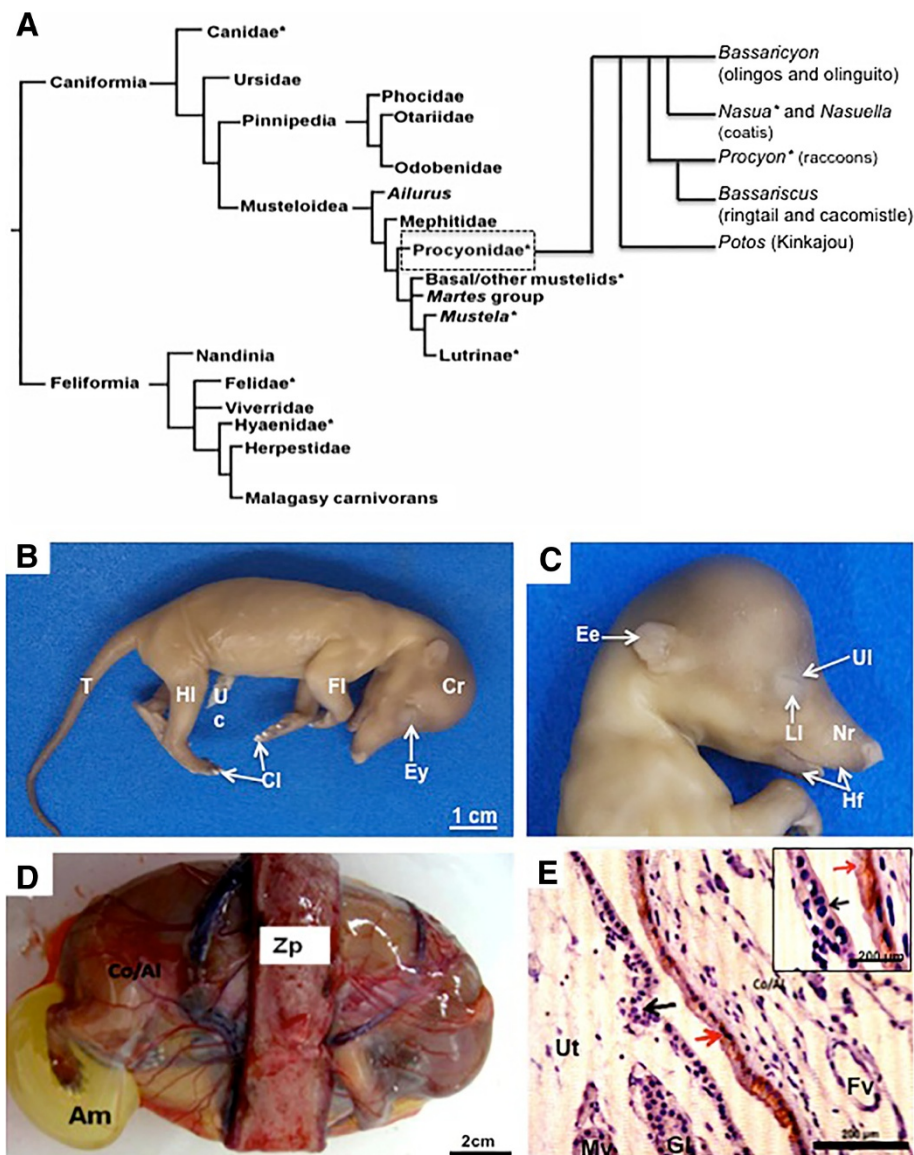 A
Canidae*
Caniformia
Ursidae
Pinnipedia
Phocidae
Otariidae
Odobenidae
Musteloidea
Ailurus
Mephitidae
Procyonidae*
Basal/other mustelids*
Martes group
Mustela*
Lutrinae*
Bassaricyon
(olingos and olinguito)
Nasua* and Nasuella
(coatis)
Procyon* (raccoons)
Bassariscus
(ringtail and cacomistle)
Potos (Kinkajou)
Feliformia
Nandinia
Felidae*
Viverridae
Hyaenidae*
Herpestidae
Malagasy carnivorans
B
T
Hl
U
c
Fl
Cr
Cl
Ey
1 cm
C
Ee
Ul
Ll
Nr
Hf
D
Zp
Co/Al
Am
2cm
E
200 µm
Co/Al
Ut
Fv
Mv
Gl
200 µm